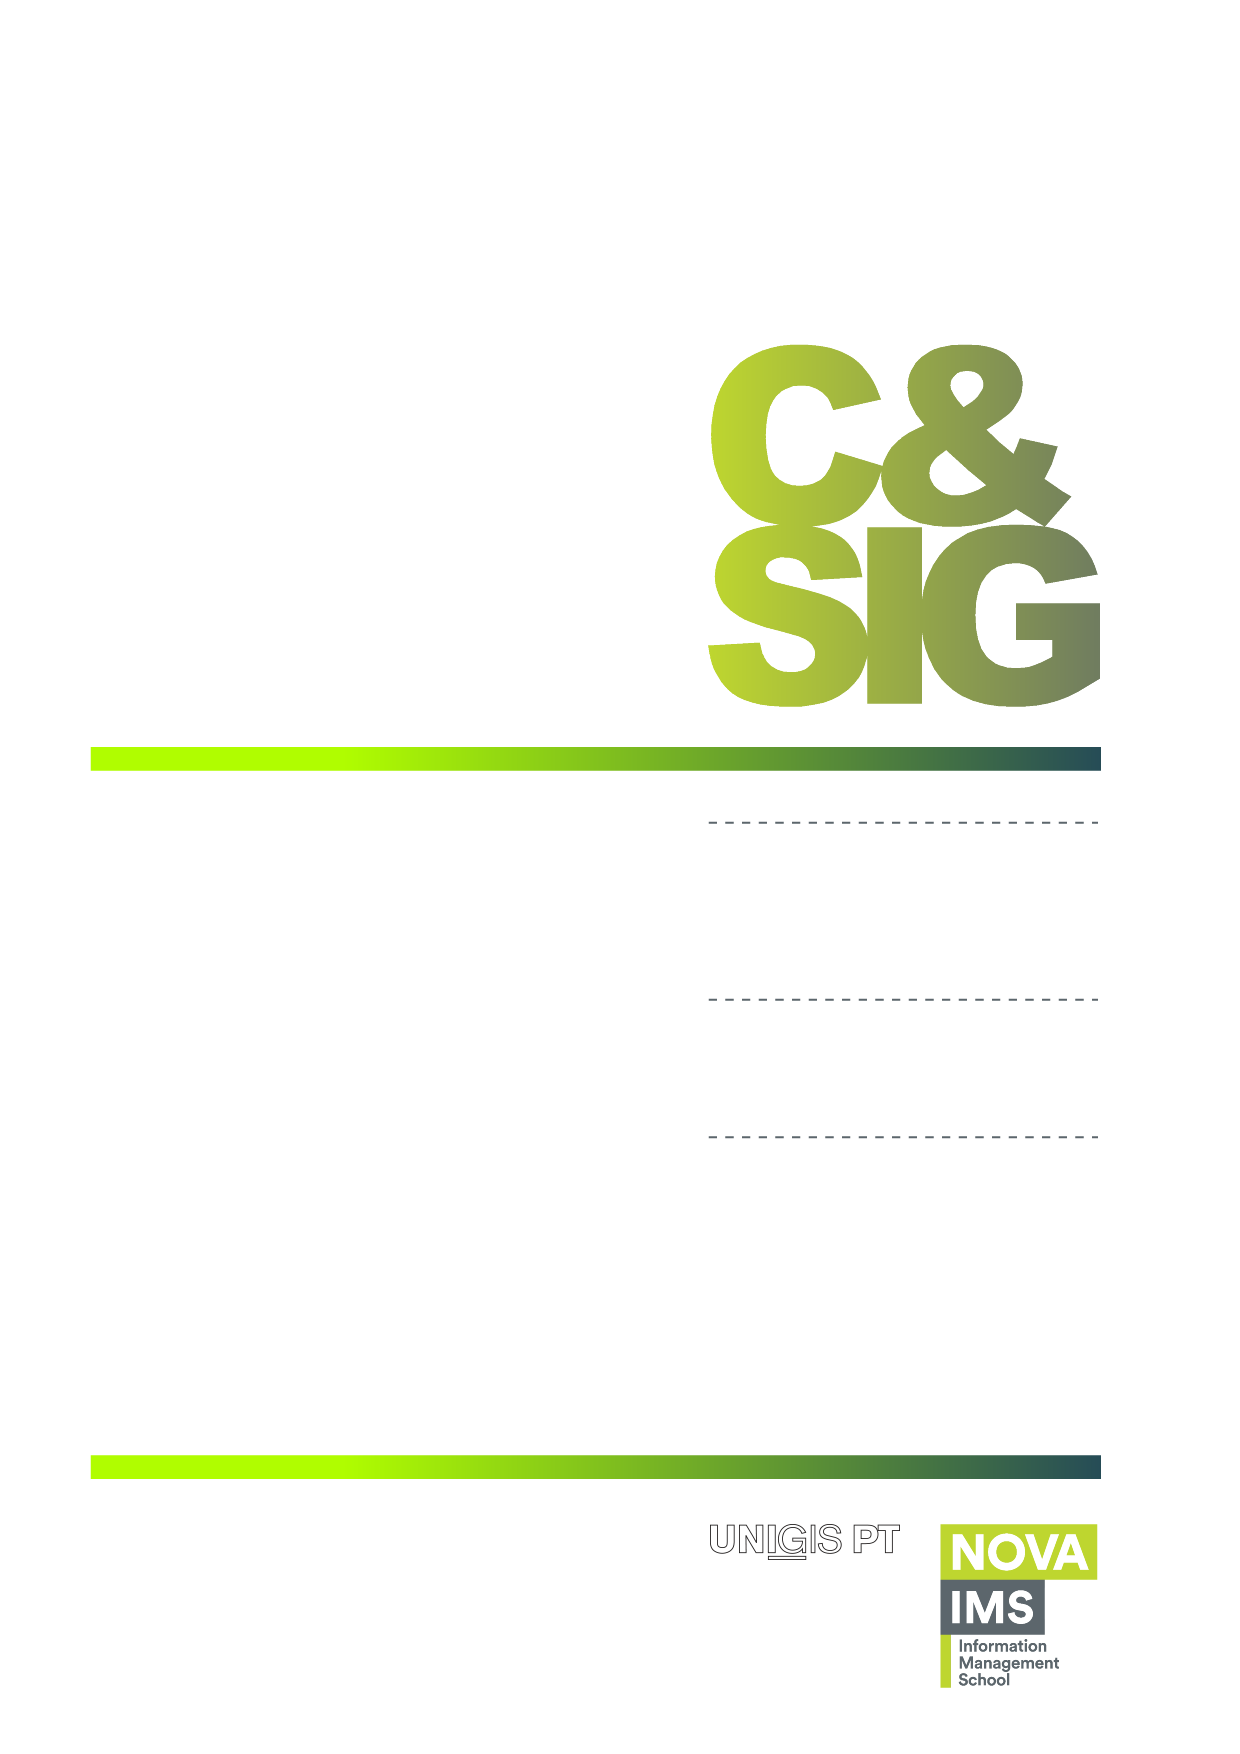 C&
SIG
UNIGIS PT
NOVA
IMS
Information
Management
School